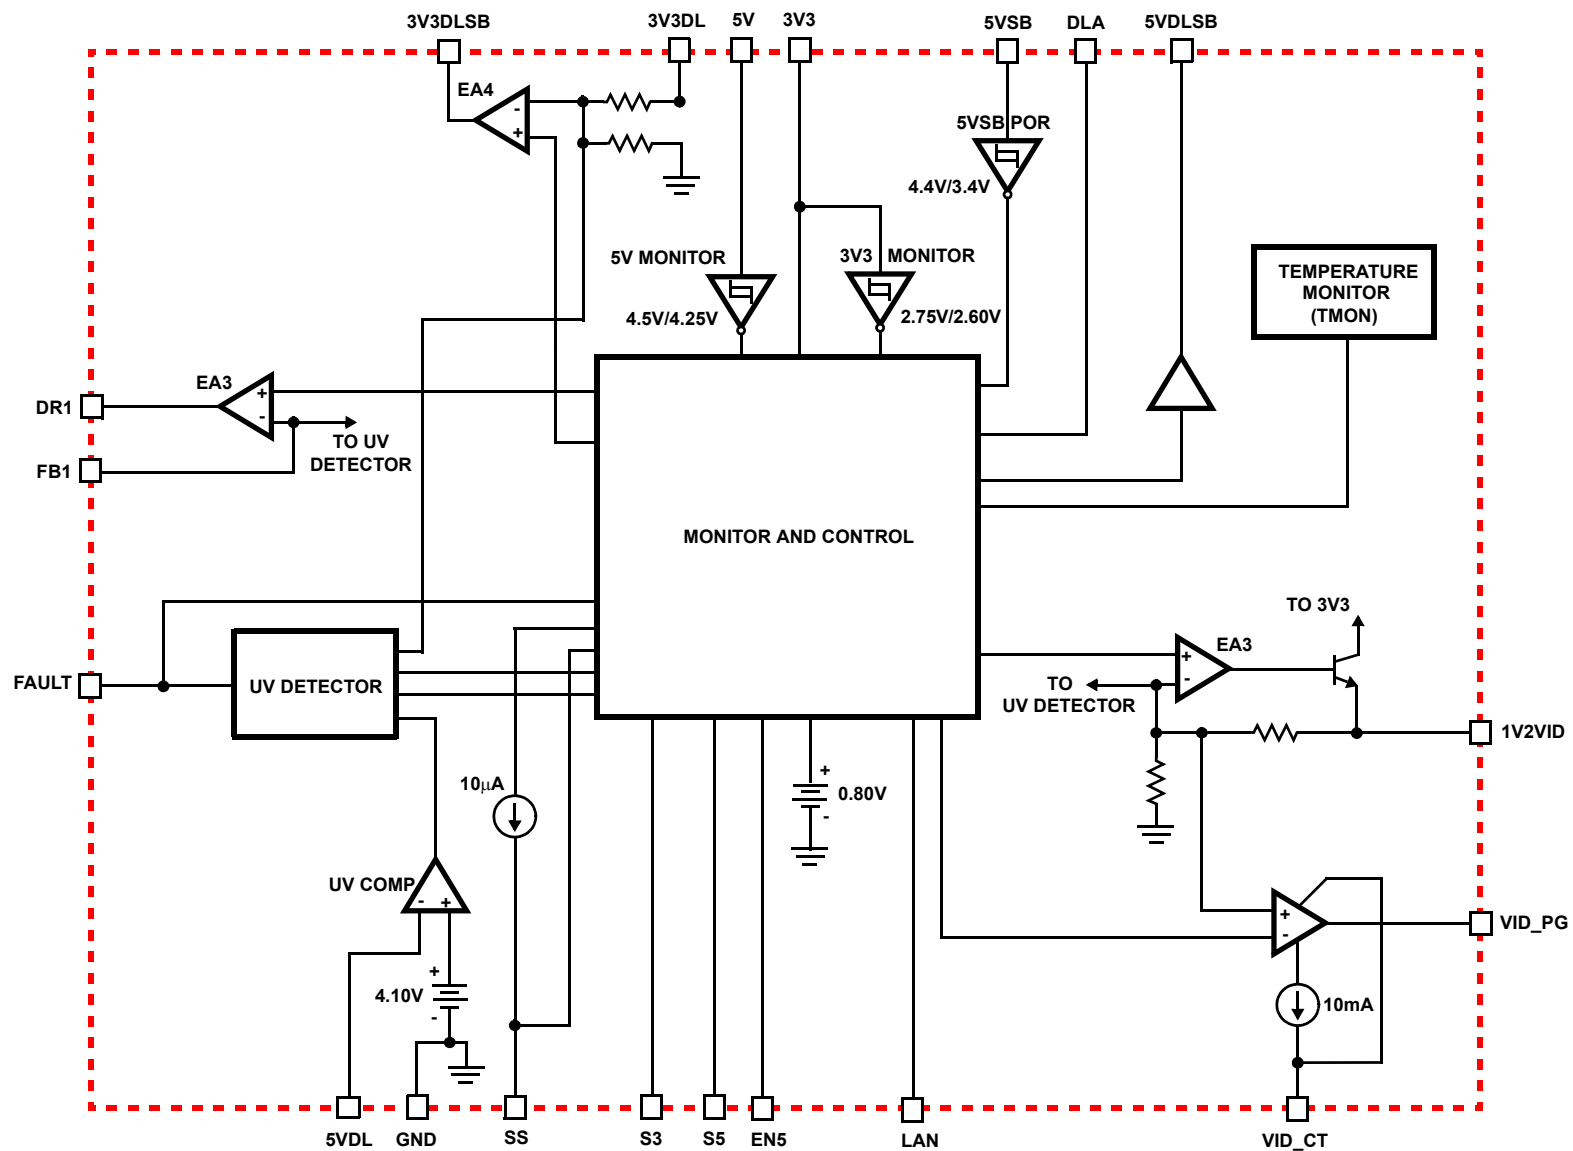 3V3DLSB
3V3DL
5V
3V3
5VSB
DLA
5VDLSB
EA4
-
+
5VSB POR
4.4V/3.4V
5V MONITOR
3V3 MONITOR
4.5V/4.25V
2.75V/2.60V
TEMPERATURE
MONITOR
(TMON)
EA3
+
-
DR1
TO UV
DETECTOR
FB1
MONITOR AND CONTROL
TO 3V3
EA3
+
-
FAULT
UV DETECTOR
TO
UV DETECTOR
1V2VID
10μA
+
0.80V
-
UV COMP
- +
+
-
VID_PG
+
4.10V
-
10mA
5VDL
GND
SS
S3
S5
EN5
LAN
VID_CT